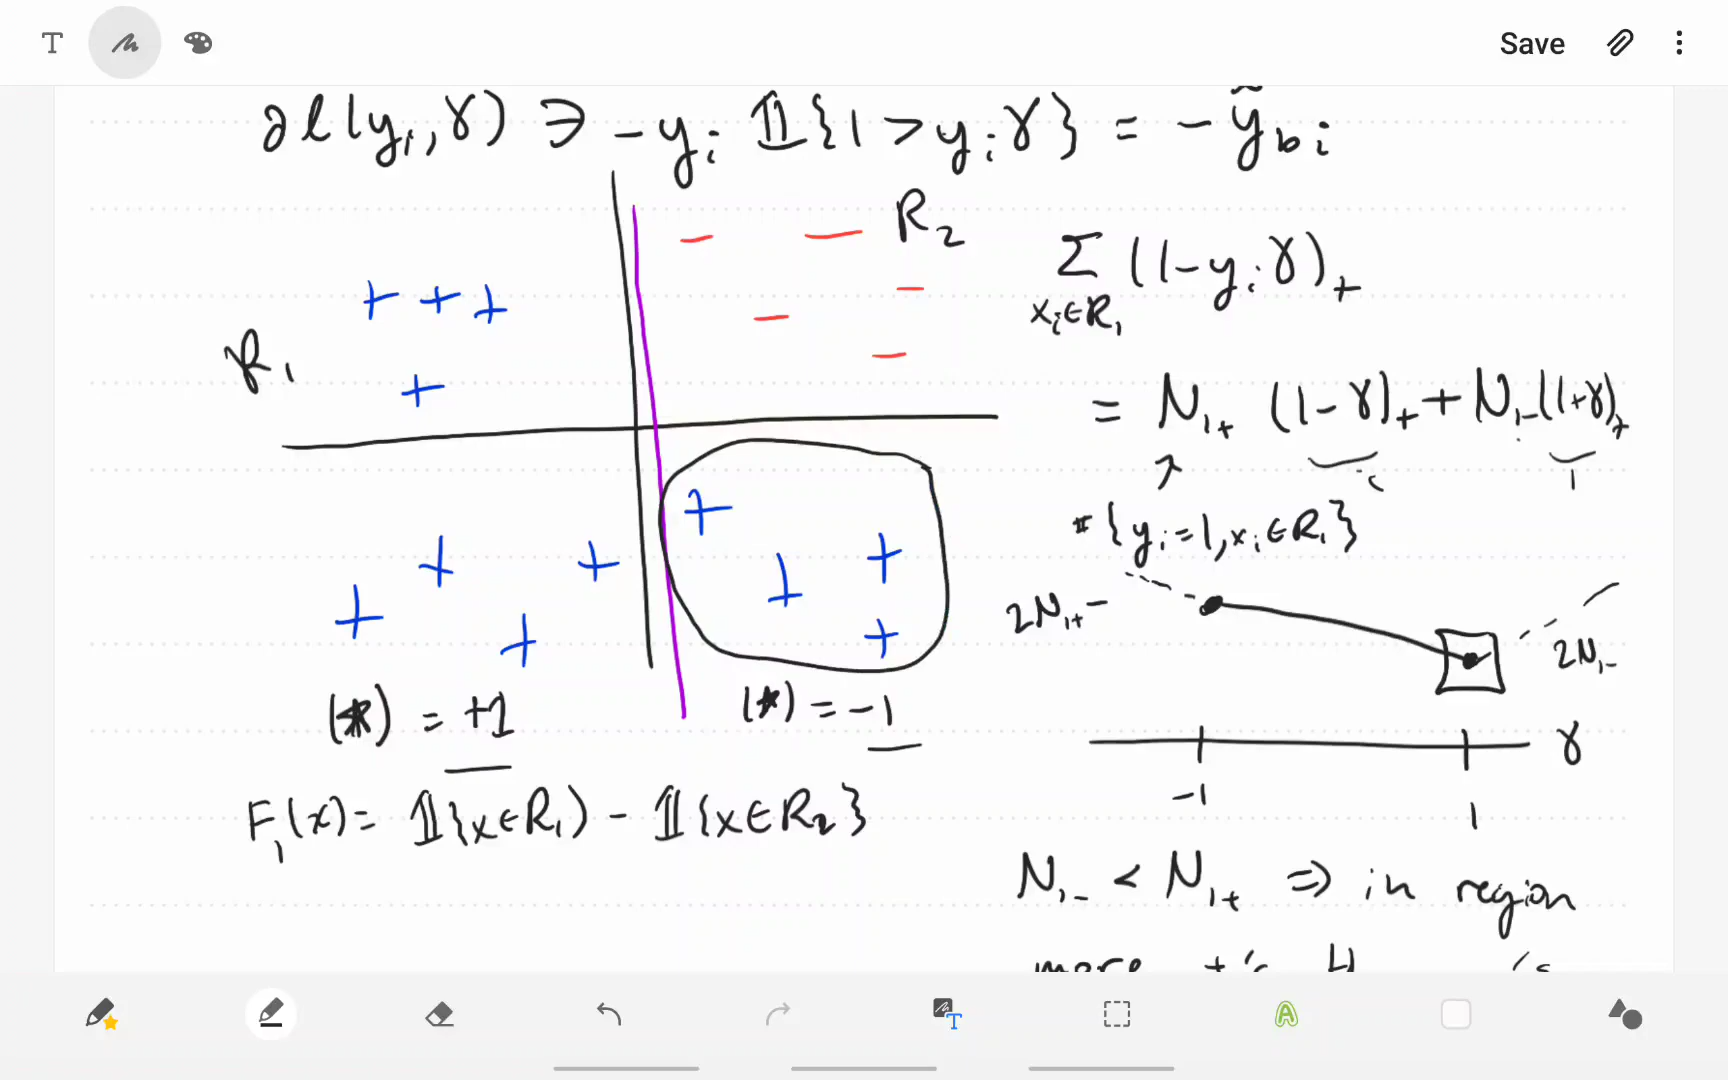 T Save
∂ℓ(yᵢ,γ) ∋ -yᵢ 𝟙{1>yᵢγ} = -ỹ_bi
R₂
R₁
Σ (1-yᵢγ)₊
xᵢ∈R₁
= N₁₊ (1-γ)₊ + N₁₋(1+γ)₊
#{yᵢ=1, xᵢ∈R₁}
2N₁₊
2N₁₋
(*) = +1
(*) = -1
γ
-1
1
F₁(x) = 𝟙{x∈R₁) - 𝟙{x∈R₂}
N₁₋ < N₁₊ ⇒ in region
more +'s